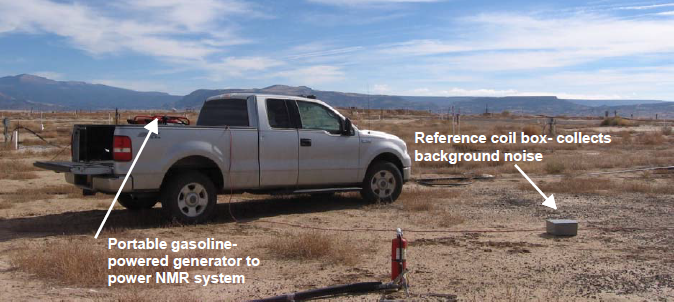 Reference coil box- collects
background noise
Portable gasoline-
powered generator to
power NMR system